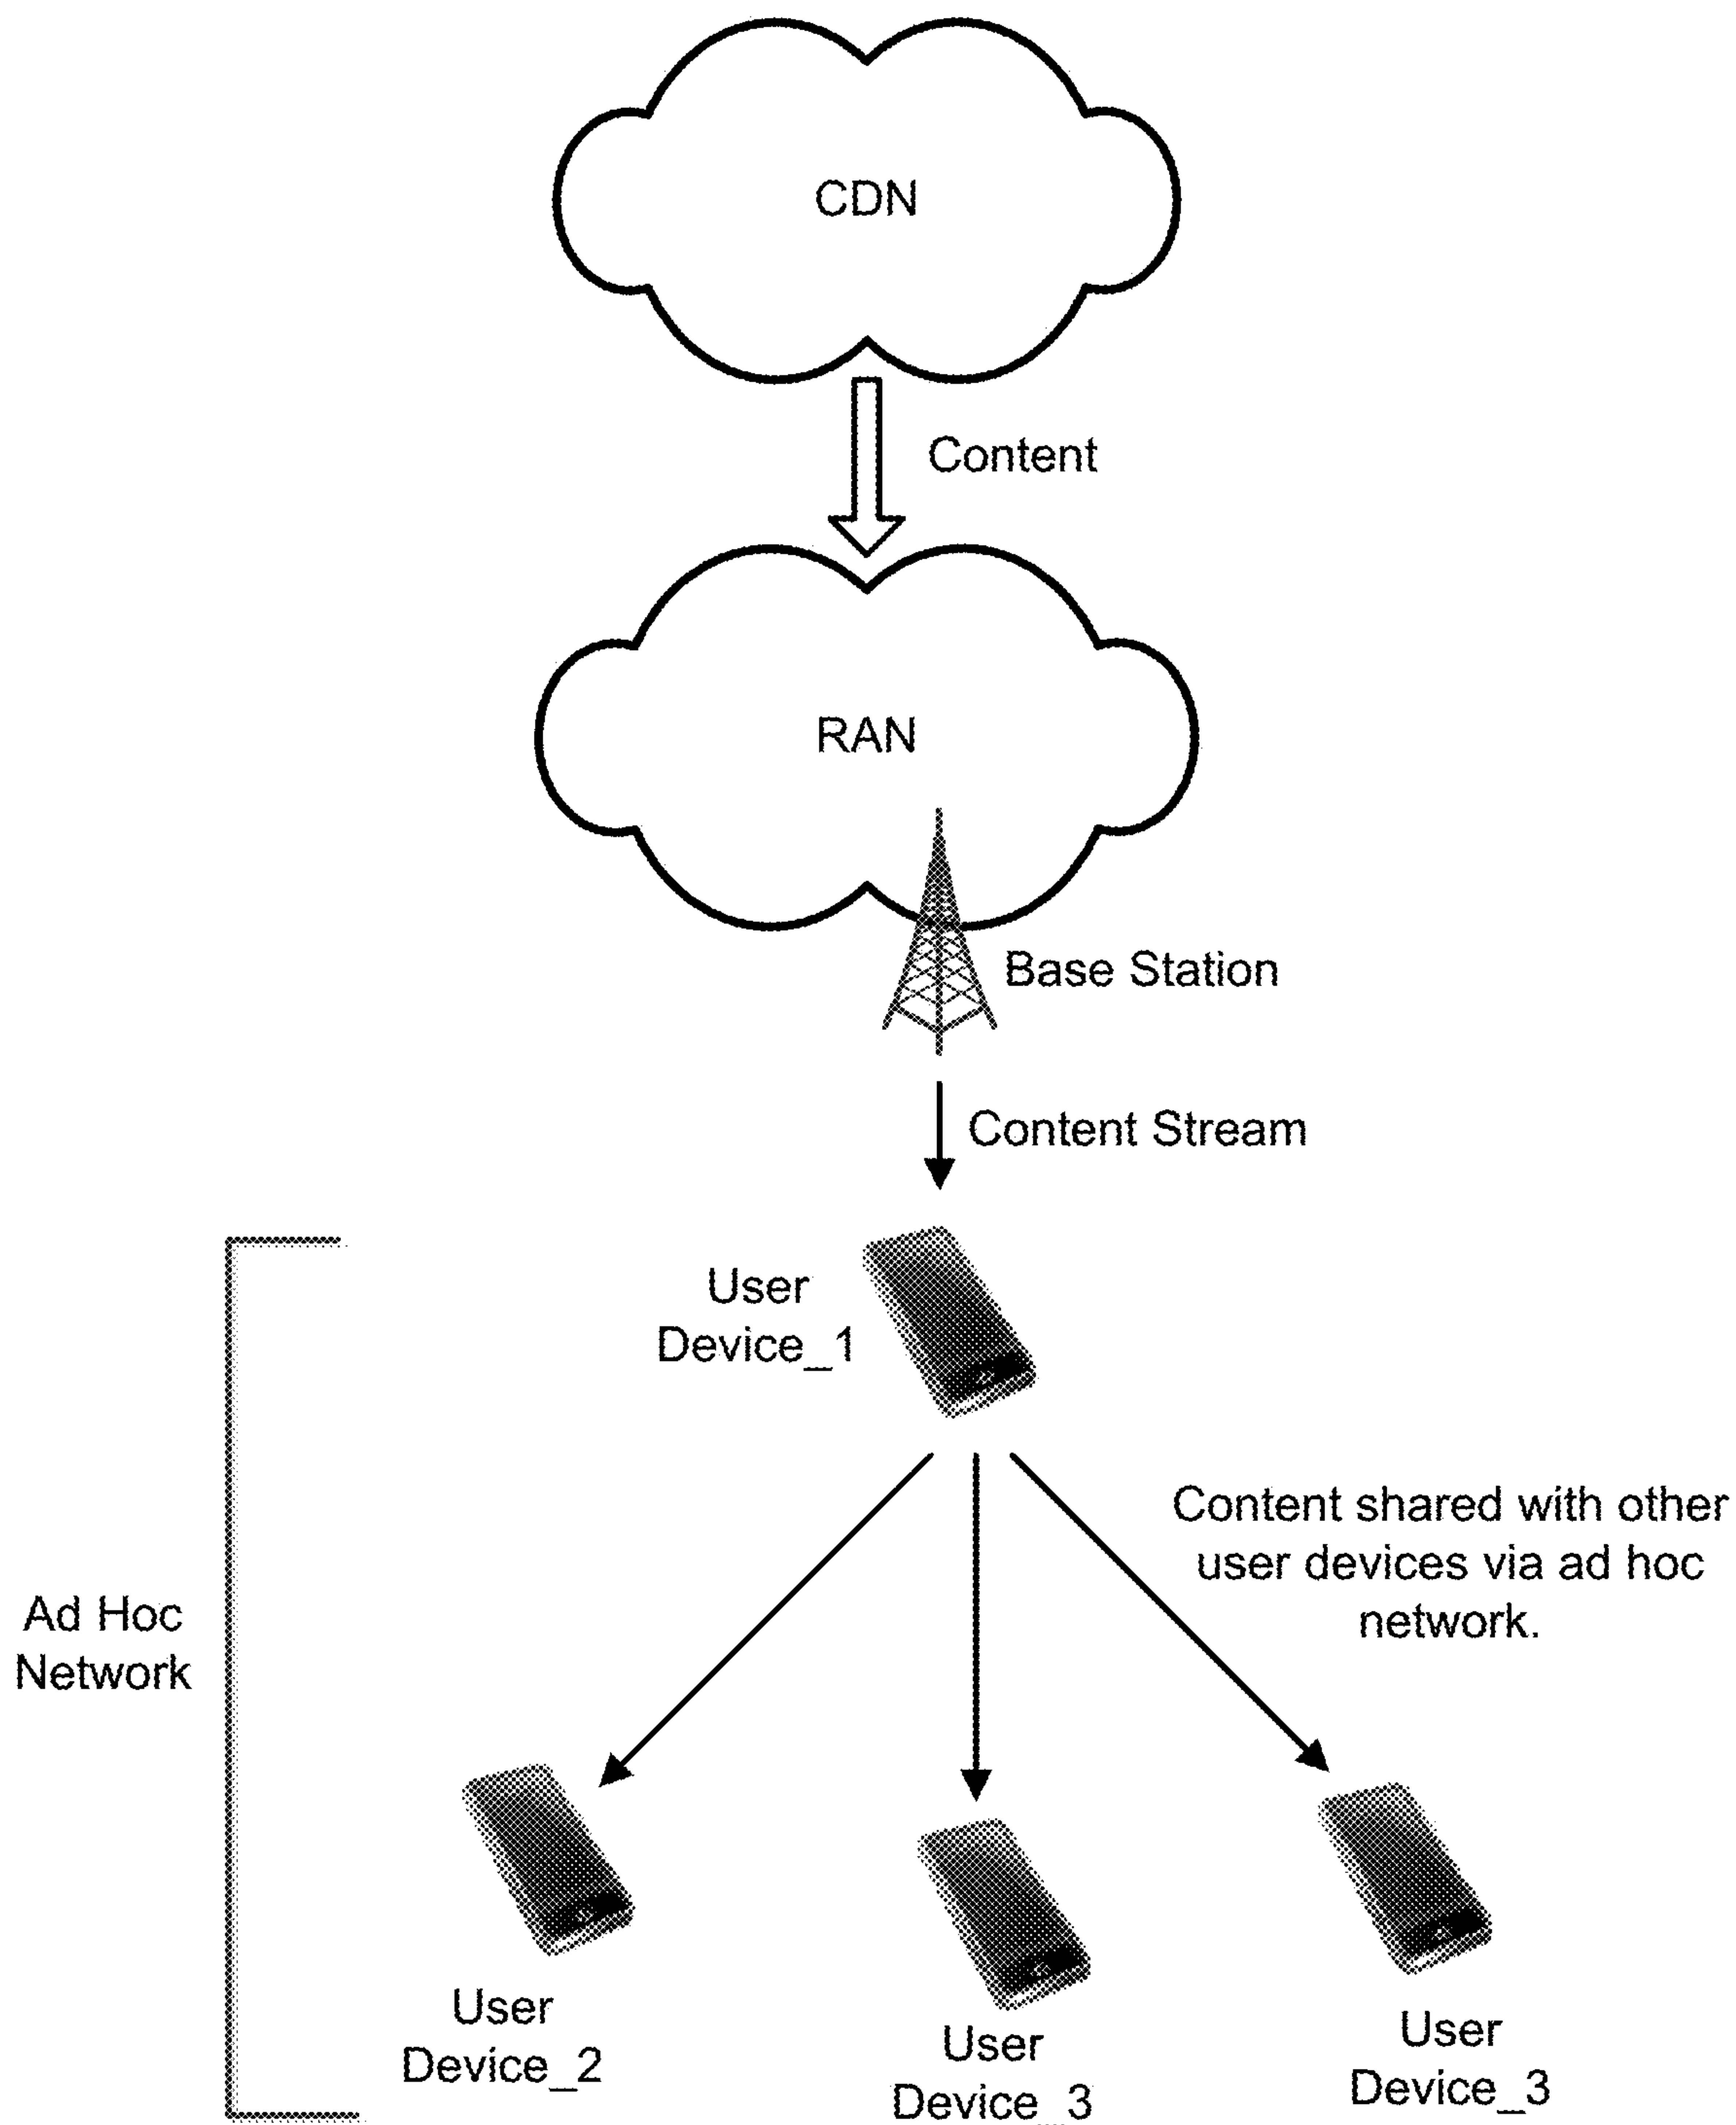 CDN
Content
RAN
Base Station
Content Stream
User
Device_1
Content shared with other
user devices via ad hoc
network.
Ad Hoc
Network
User
Device_2
User
Device_3
User
Device_3